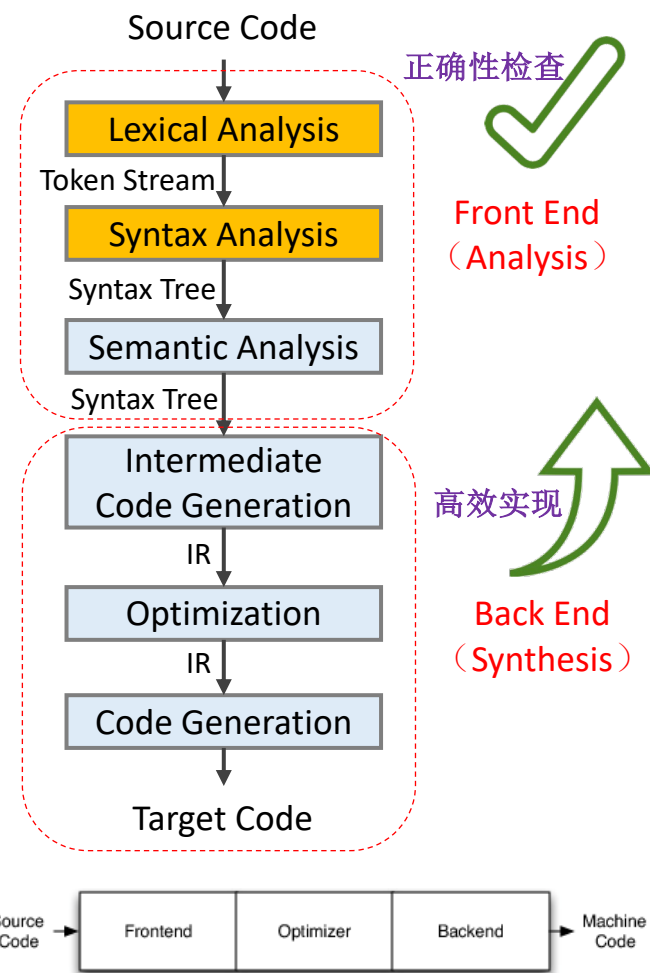 Source Code
正确性检查
Lexical Analysis
Token Stream
Front End
（Analysis）
Syntax Analysis
Syntax Tree
Semantic Analysis
Syntax Tree
Intermediate
Code Generation
高效实现
IR
Optimization
Back End
（Synthesis）
IR
Code Generation
Target Code
Source
Code
Frontend
Optimizer
Backend
Machine
Code